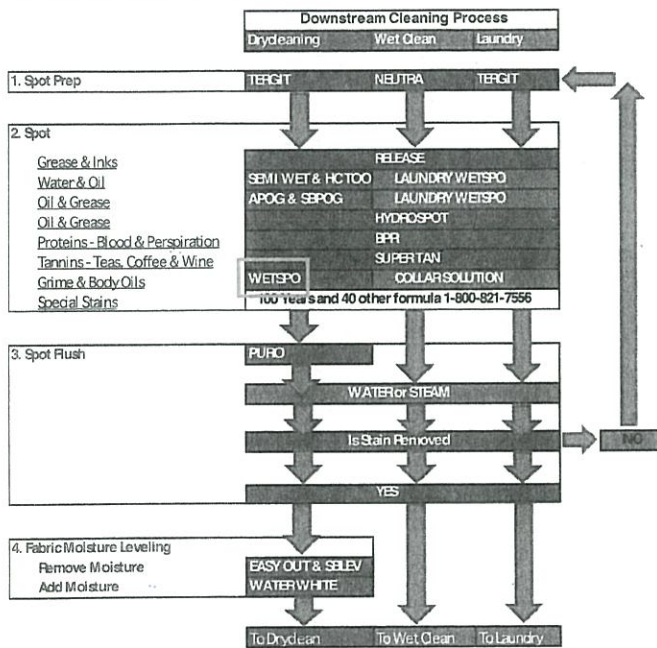 Downstream Cleaning Process
Drycleaning Wet Clean Laundry
1. Spot Prep TERGIT NEUTRA TERGIT
2. Spot
Grease & Inks RELEASE
Water & Oil SEMI WET & HCTOO LAUNDRY WETSPO
Oil & Grease APOG & SBPOG LAUNDRY WETSPO
Oil & Grease HYDROSPOT
Proteins - Blood & Perspiration BPR
Tannins - Teas, Coffee & Wine SUPER TAN
Grime & Body Oils WETSPO COLLAR SOLUTION
Special Stains 100 Years and 40 other formula 1-800-821-7556
3. Spot Flush PURO
WATER or STEAM
Is Stain Removed NO
YES
4. Fabric Moisture Leveling
Remove Moisture EASY OUT & SBLEV
Add Moisture WATER WHITE
To Dryclean To Wet Clean To Laundry